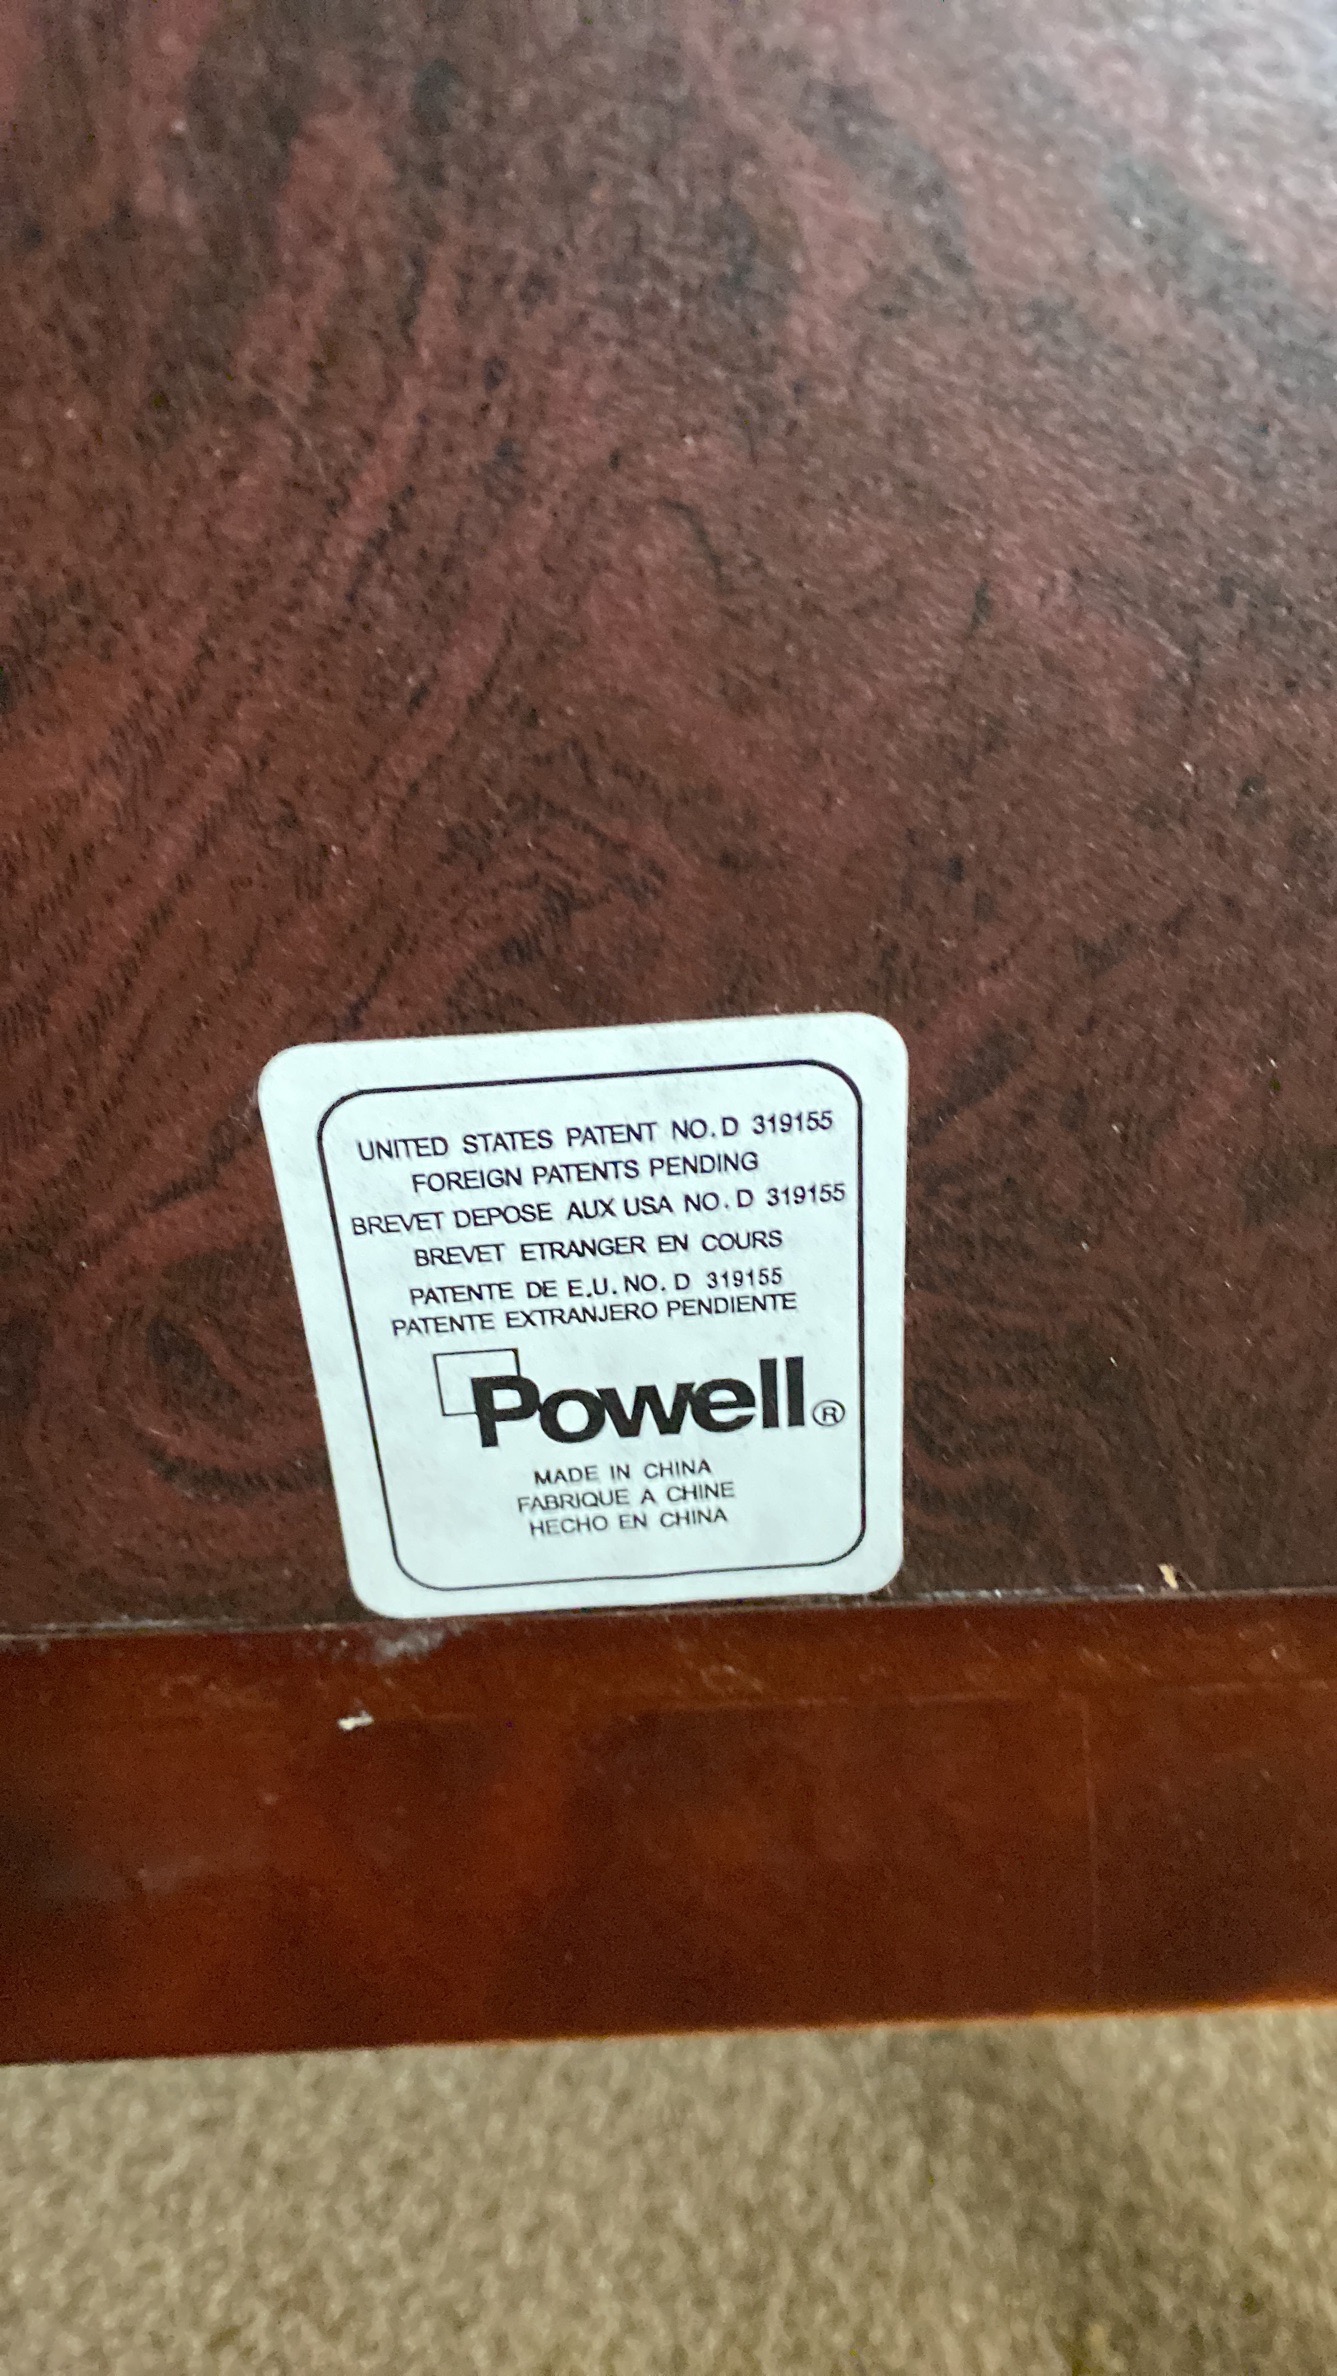 UNITED STATES PATENT NO. D 319155
FOREIGN PATENTS PENDING
BREVET DEPOSE AUX USA NO. D 319155
BREVET ETRANGER EN COURS
PATENTE DE E.U. NO. D 319155
PATENTE EXTRANJERO PENDIENTE
Powell®
MADE IN CHINA
FABRIQUE A CHINE
HECHO EN CHINA